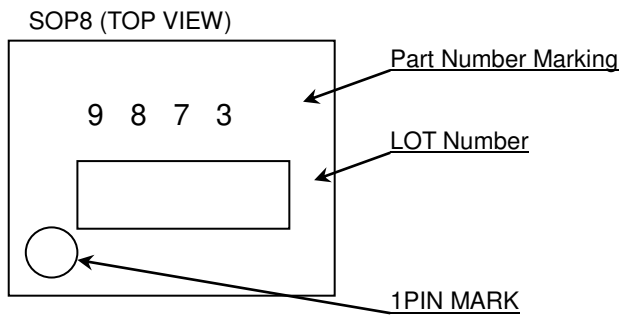 SOP8 (TOP VIEW)
Part Number Marking
9 8 7 3
LOT Number
1PIN MARK